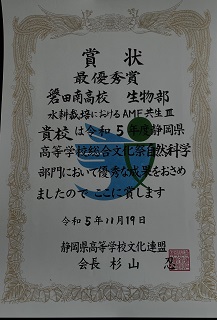 賞状
最優秀賞
磐田南高校 生物部
水耕栽培におけるAMF共生Ⅲ
貴校は令和5年度静岡県
高等学校総合文化祭自然科学
部門において優秀な成果をおさめ
ましたので ここに賞します
令和5年11月19日
静岡県高等学校文化連盟
会長 杉山 忍